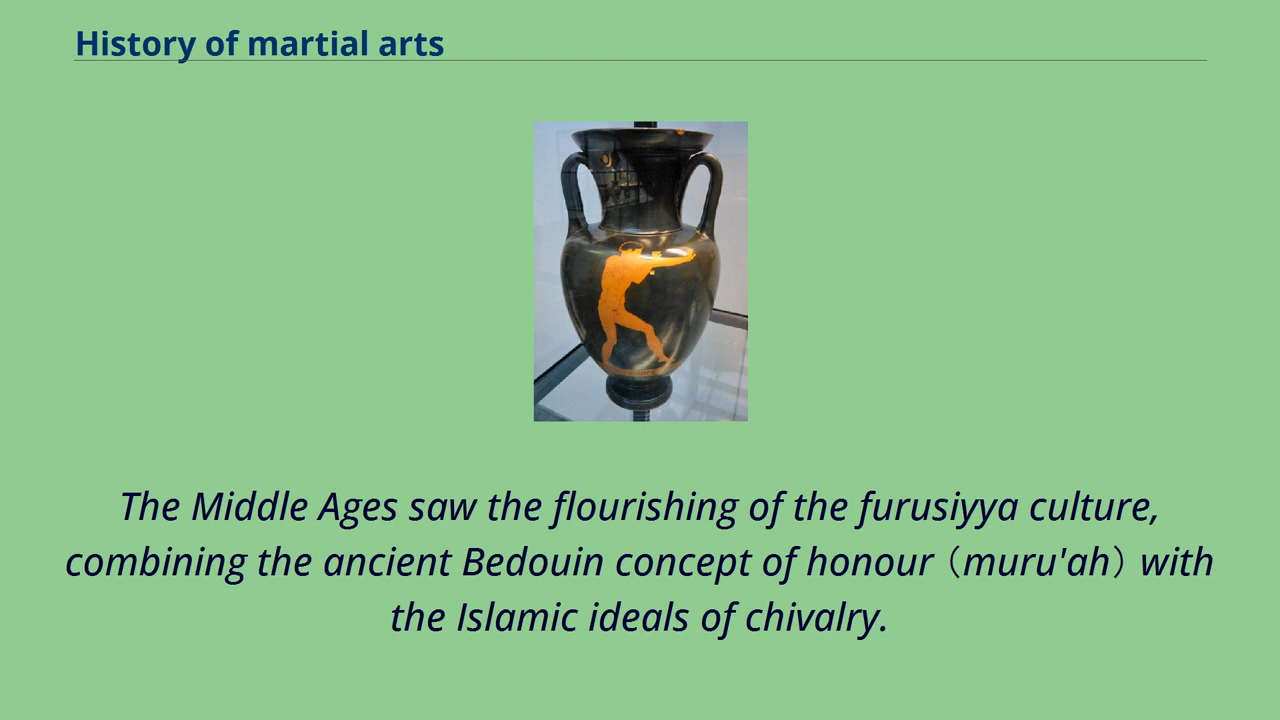 History of martial arts
The Middle Ages saw the flourishing of the furusiyya culture,
combining the ancient Bedouin concept of honour（muru'ah）with
the Islamic ideals of chivalry.